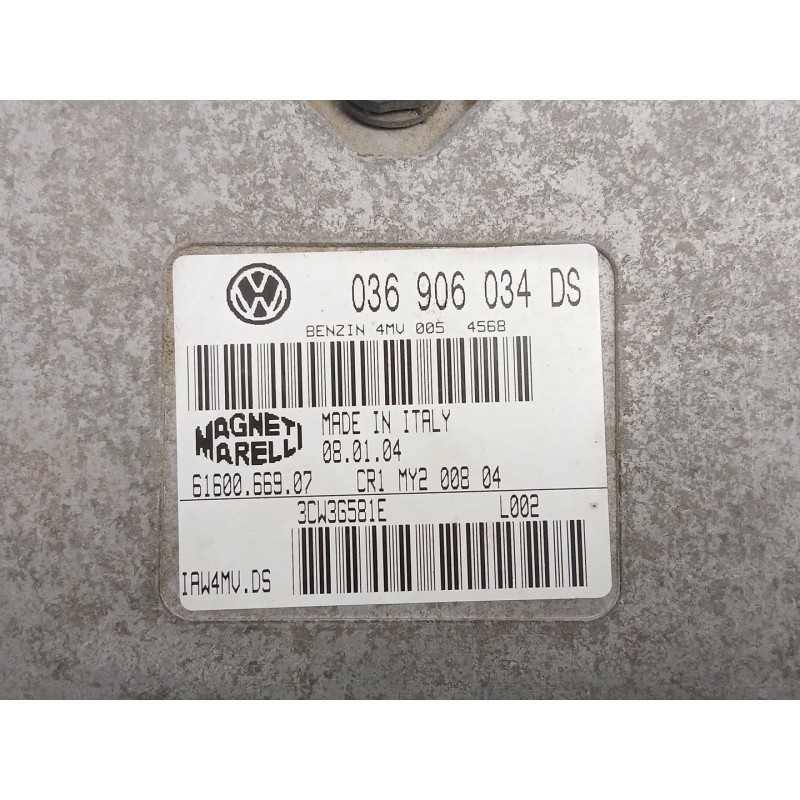 036 906 034 DS
BENZIN 4MV 005 4568
MAGNETI MARELLI
MADE IN ITALY
08.01.04
61600.669.07 CR1 MY2 008 04
3CW3G581E L002
IAW4MV.DS